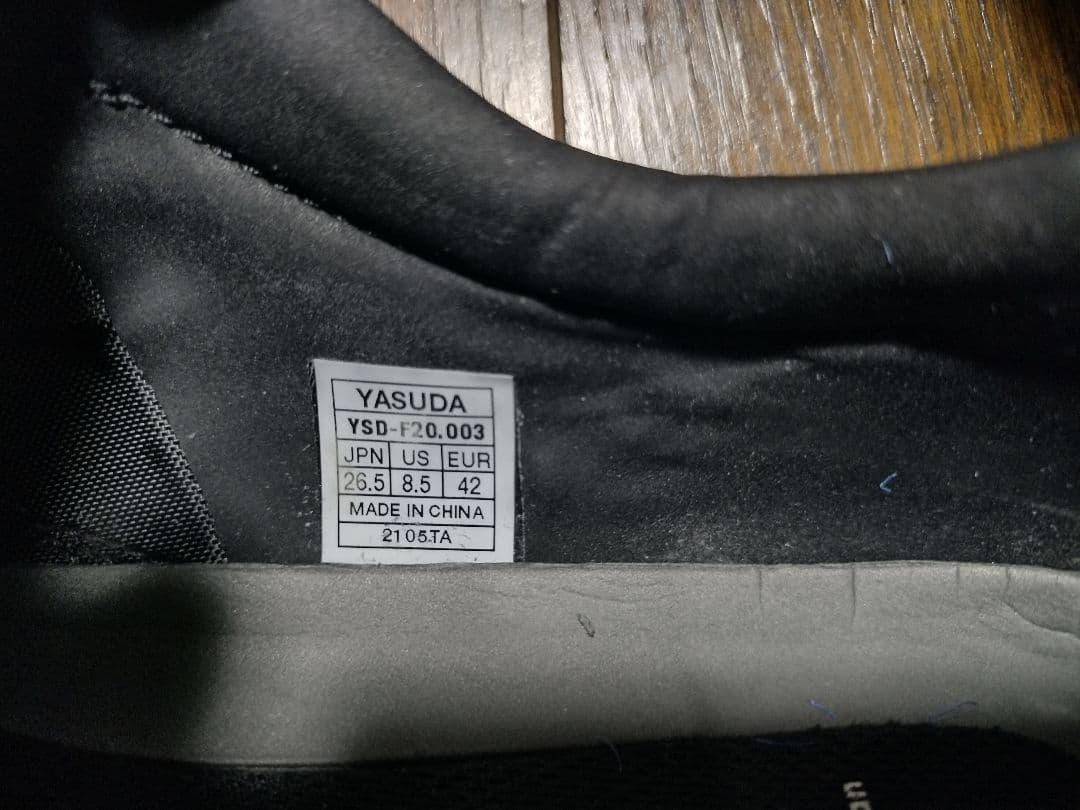 YASUDA
YSD-F20.003
JPN US EUR
26.5 8.5 42
MADE IN CHINA
2105.TA